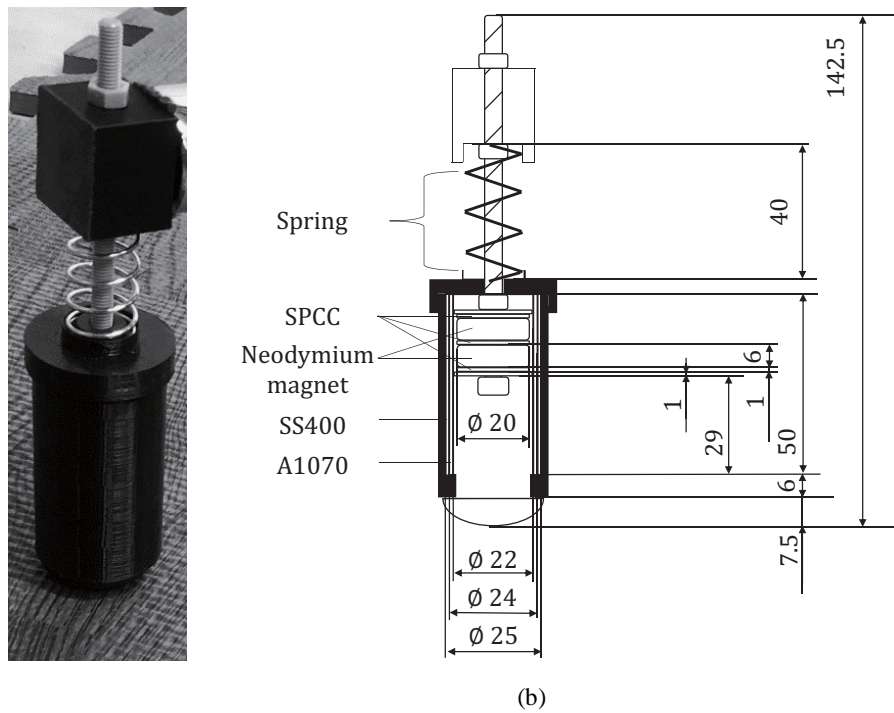 142.5
40
Spring
SPCC
Neodymium
magnet
6
1
1
SS400
Ø 20
29
50
A1070
6
7.5
Ø 22
Ø 24
Ø 25
(b)